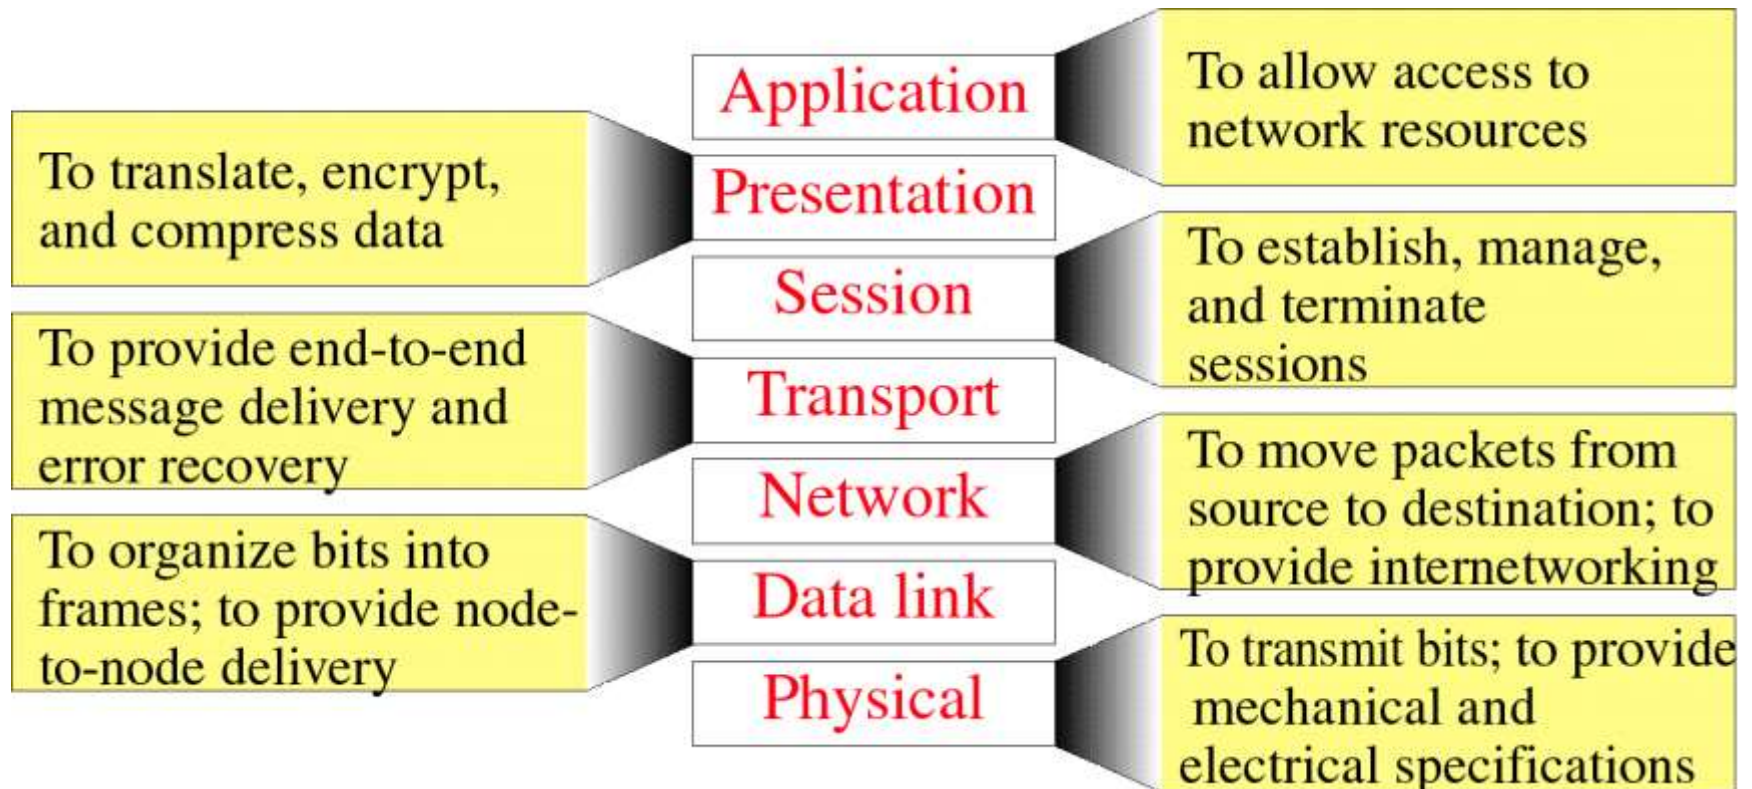 Application
To allow access to
network resources
To translate, encrypt,
and compress data
Presentation
Session
To establish, manage,
and terminate
sessions
To provide end-to-end
message delivery and
error recovery
Transport
Network
To move packets from
source to destination; to
provide internetworking
To organize bits into
frames; to provide node-
to-node delivery
Data link
Physical
To transmit bits; to provide
mechanical and
electrical specifications